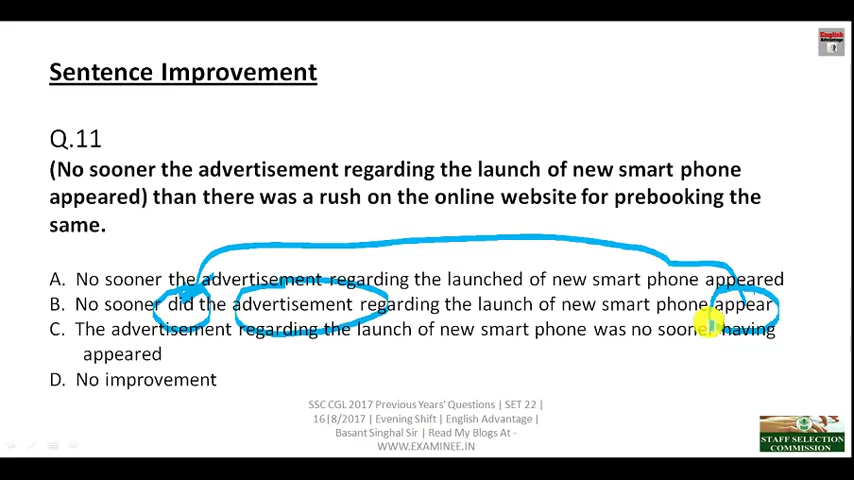 English
Advantage
Sentence Improvement
Q.11
(No sooner the advertisement regarding the launch of new smart phone
appeared) than there was a rush on the online website for prebooking the
same.
A. No sooner the advertisement regarding the launched of new smart phone appeared
B. No sooner did the advertisement regarding the launch of new smart phone appear
C. The advertisement regarding the launch of new smart phone was no sooner having
appeared
D. No improvement
SSC CGL 2017 Previous Years' Questions | SET 22 |
16|8/2017 | Evening Shift | English Advantage |
Basant Singhal Sir | Read My Blogs At -
WWW.EXAMINEE.IN
STAFF SELECTION
COMMISSION